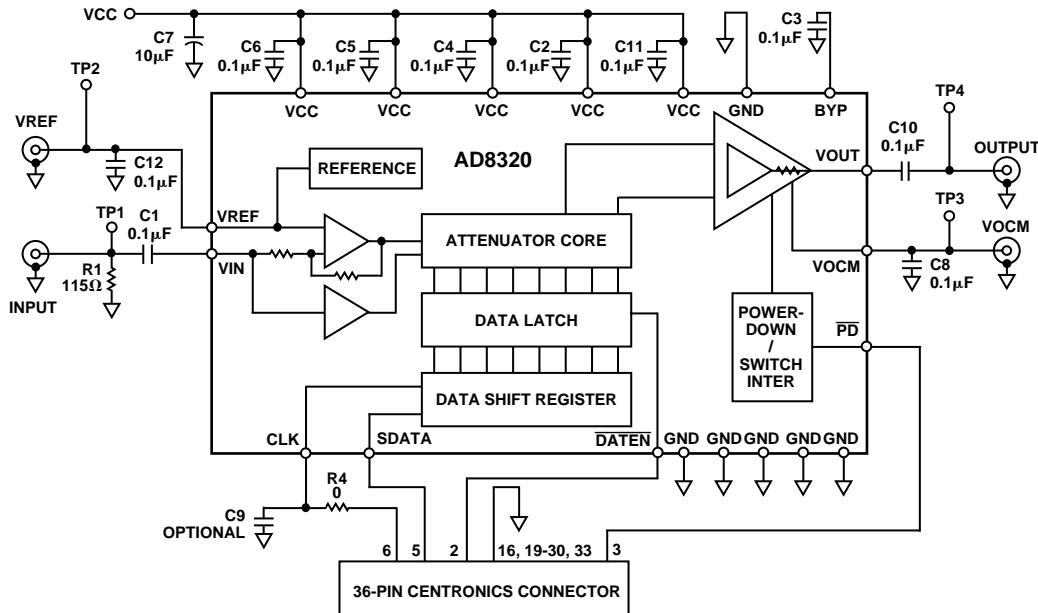 VCC
C7
10µF
C6
0.1µF
C5
0.1µF
C4
0.1µF
C2
0.1µF
C11
0.1µF
C3
0.1µF
TP2
VREF
C12
0.1µF
TP1
C1
0.1µF
R1
115Ω
INPUT
VCC
VCC
VCC
VCC
VCC
GND
BYP
AD8320
REFERENCE
VREF
VIN
ATTENUATOR CORE
DATA LATCH
DATA SHIFT REGISTER
POWER-
DOWN
/
SWITCH
INTER
VOUT
C10
0.1µF
TP4
OUTPUT
TP3
VOCM
VOCM
C8
0.1µF
PD
CLK
SDATA
DATEN
GND
GND
GND
GND
GND
R4
0
C9
OPTIONAL
6
5
2
16, 19-30, 33
3
36-PIN CENTRONICS CONNECTOR